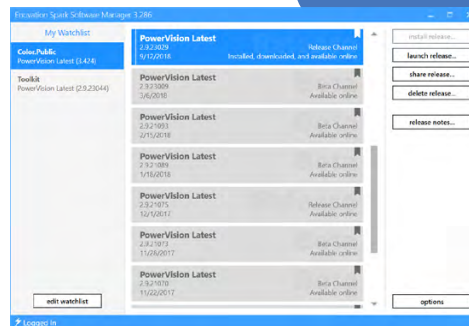 Enovation Spark Software Manager 3.286
My Watchlist
Color.Public
PowerVision Latest (3.424)
Toolkit
PowerVision Latest (2.9.23044)
edit watchlist
PowerVision Latest
2.9.23029 Release Channel
9/12/2018 Installed, downloaded, and available online
PowerVision Latest
Beta Channel
3/6/2018 Available online
PowerVision Latest
2.9.21093 Beta Channel
2/15/2018 Available online
PowerVision Latest
2.9.21089 Beta Channel
1/18/2018 Available online
PowerVision Latest
2.9.21075 Release Channel
12/1/2017 Available online
PowerVision Latest
2.9.21073 Beta Channel
11/28/2017 Available online
PowerVision Latest
2.9.21070 Beta Channel
11/22/2017 Available online
install release...
launch release...
share release...
delete release...
release notes...
options
Logged In